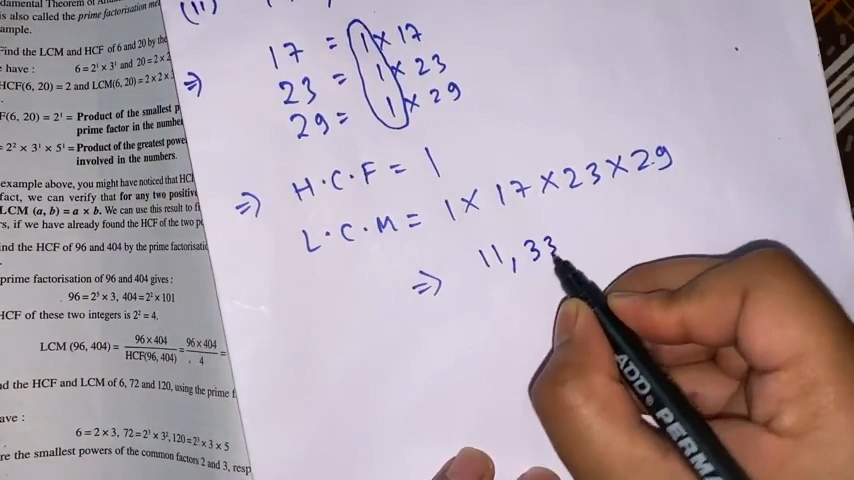 damental Theorem of
is also called the prime factorisation me
ample.
Find the LCM and HCF of 6 and 20 by the
have : 6 = 2¹ × 3¹ and 20 = 2 × 2
HCF(6, 20) = 2 and LCM(6, 20) = 2 × 2 ×
F(6, 20) = 2¹ = Product of the smallest p
prime factor in the number
= 2² × 3¹ × 5¹ = Product of the greatest powe
involved in the numbers.
example above, you might have noticed that HCF
fact, we can verify that for any two positive
LCM (a, b) = a × b. We can use this result to fi
s, if we have already found the HCF of the two p
nd the HCF of 96 and 404 by the prime factorisatio
prime factorisation of 96 and 404 gives :
96 = 2⁵ × 3, 404 = 2² × 101
HCF of these two integers is 2² = 4.
LCM (96, 404) = 96 × 404 / HCF(96, 404) = 96 × 404 / 4 =
nd the HCF and LCM of 6, 72 and 120, using the prime f
ave :
6 = 2 × 3, 72 = 2³ × 3², 120 = 2³ × 3 × 5
re the smallest powers of the common factors 2 and 3, resp
(11)
17 = 1 × 17
⇒ 23 = 1 × 23
29 = 1 × 29
⇒ H.C.F = 1
L.C.M = 1 × 17 × 23 × 29
⇒ 11,33
ADD PERMA